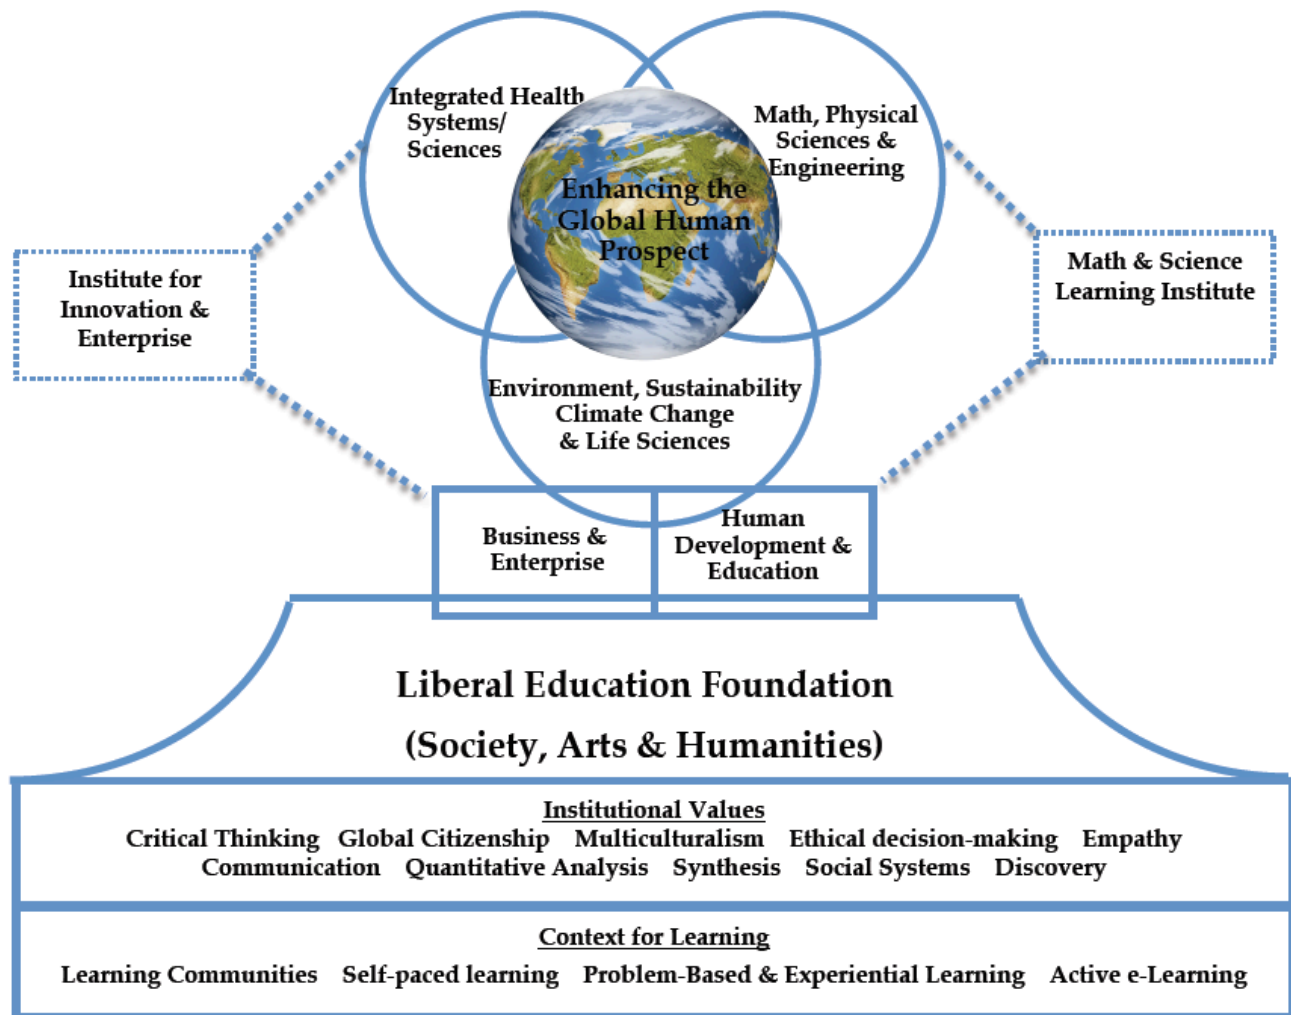 Integrated Health
Systems/
Sciences
Math, Physical
Sciences &
Engineering
Enhancing the
Global Human
Prospect
Institute for
Innovation &
Enterprise
Math & Science
Learning Institute
Environment, Sustainability
Climate Change
& Life Sciences
Business &
Enterprise
Human
Development &
Education
Liberal Education Foundation
(Society, Arts & Humanities)
Institutional Values
Critical Thinking Global Citizenship Multiculturalism Ethical decision-making Empathy
Communication Quantitative Analysis Synthesis Social Systems Discovery
Context for Learning
Learning Communities Self-paced learning Problem-Based & Experiential Learning Active e-Learning